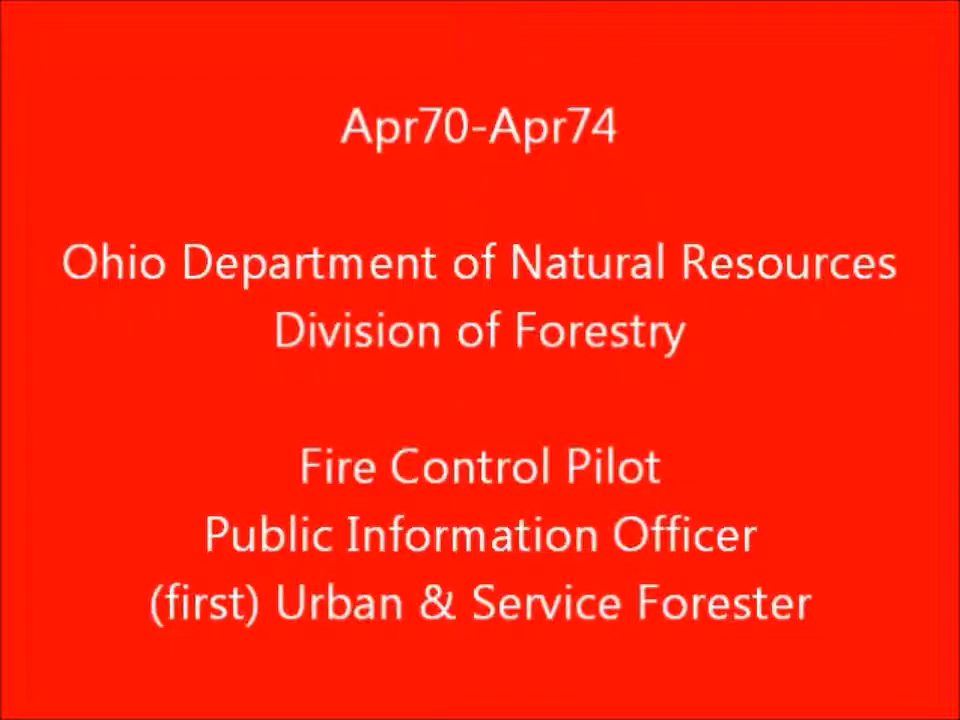 Apr70-Apr74
Ohio Department of Natural Resources
Division of Forestry
Fire Control Pilot
Public Information Officer
(first) Urban & Service Forester